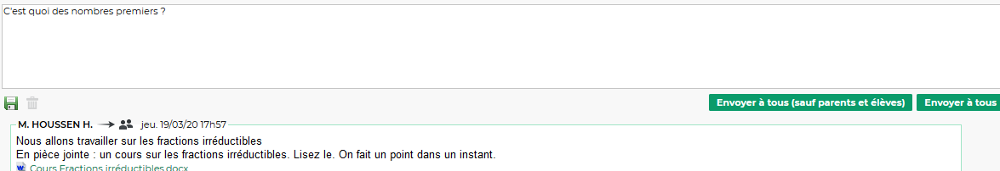 C'est quoi des nombres premiers ?
Envoyer à tous (sauf parents et élèves) Envoyer à tous
M. HOUSSEN H. jeu. 19/03/20 17h57
Nous allons travailler sur les fractions irréductibles
En pièce jointe : un cours sur les fractions irréductibles. Lisez le. On fait un point dans un instant.
Cours Fractions irréductibles.docx